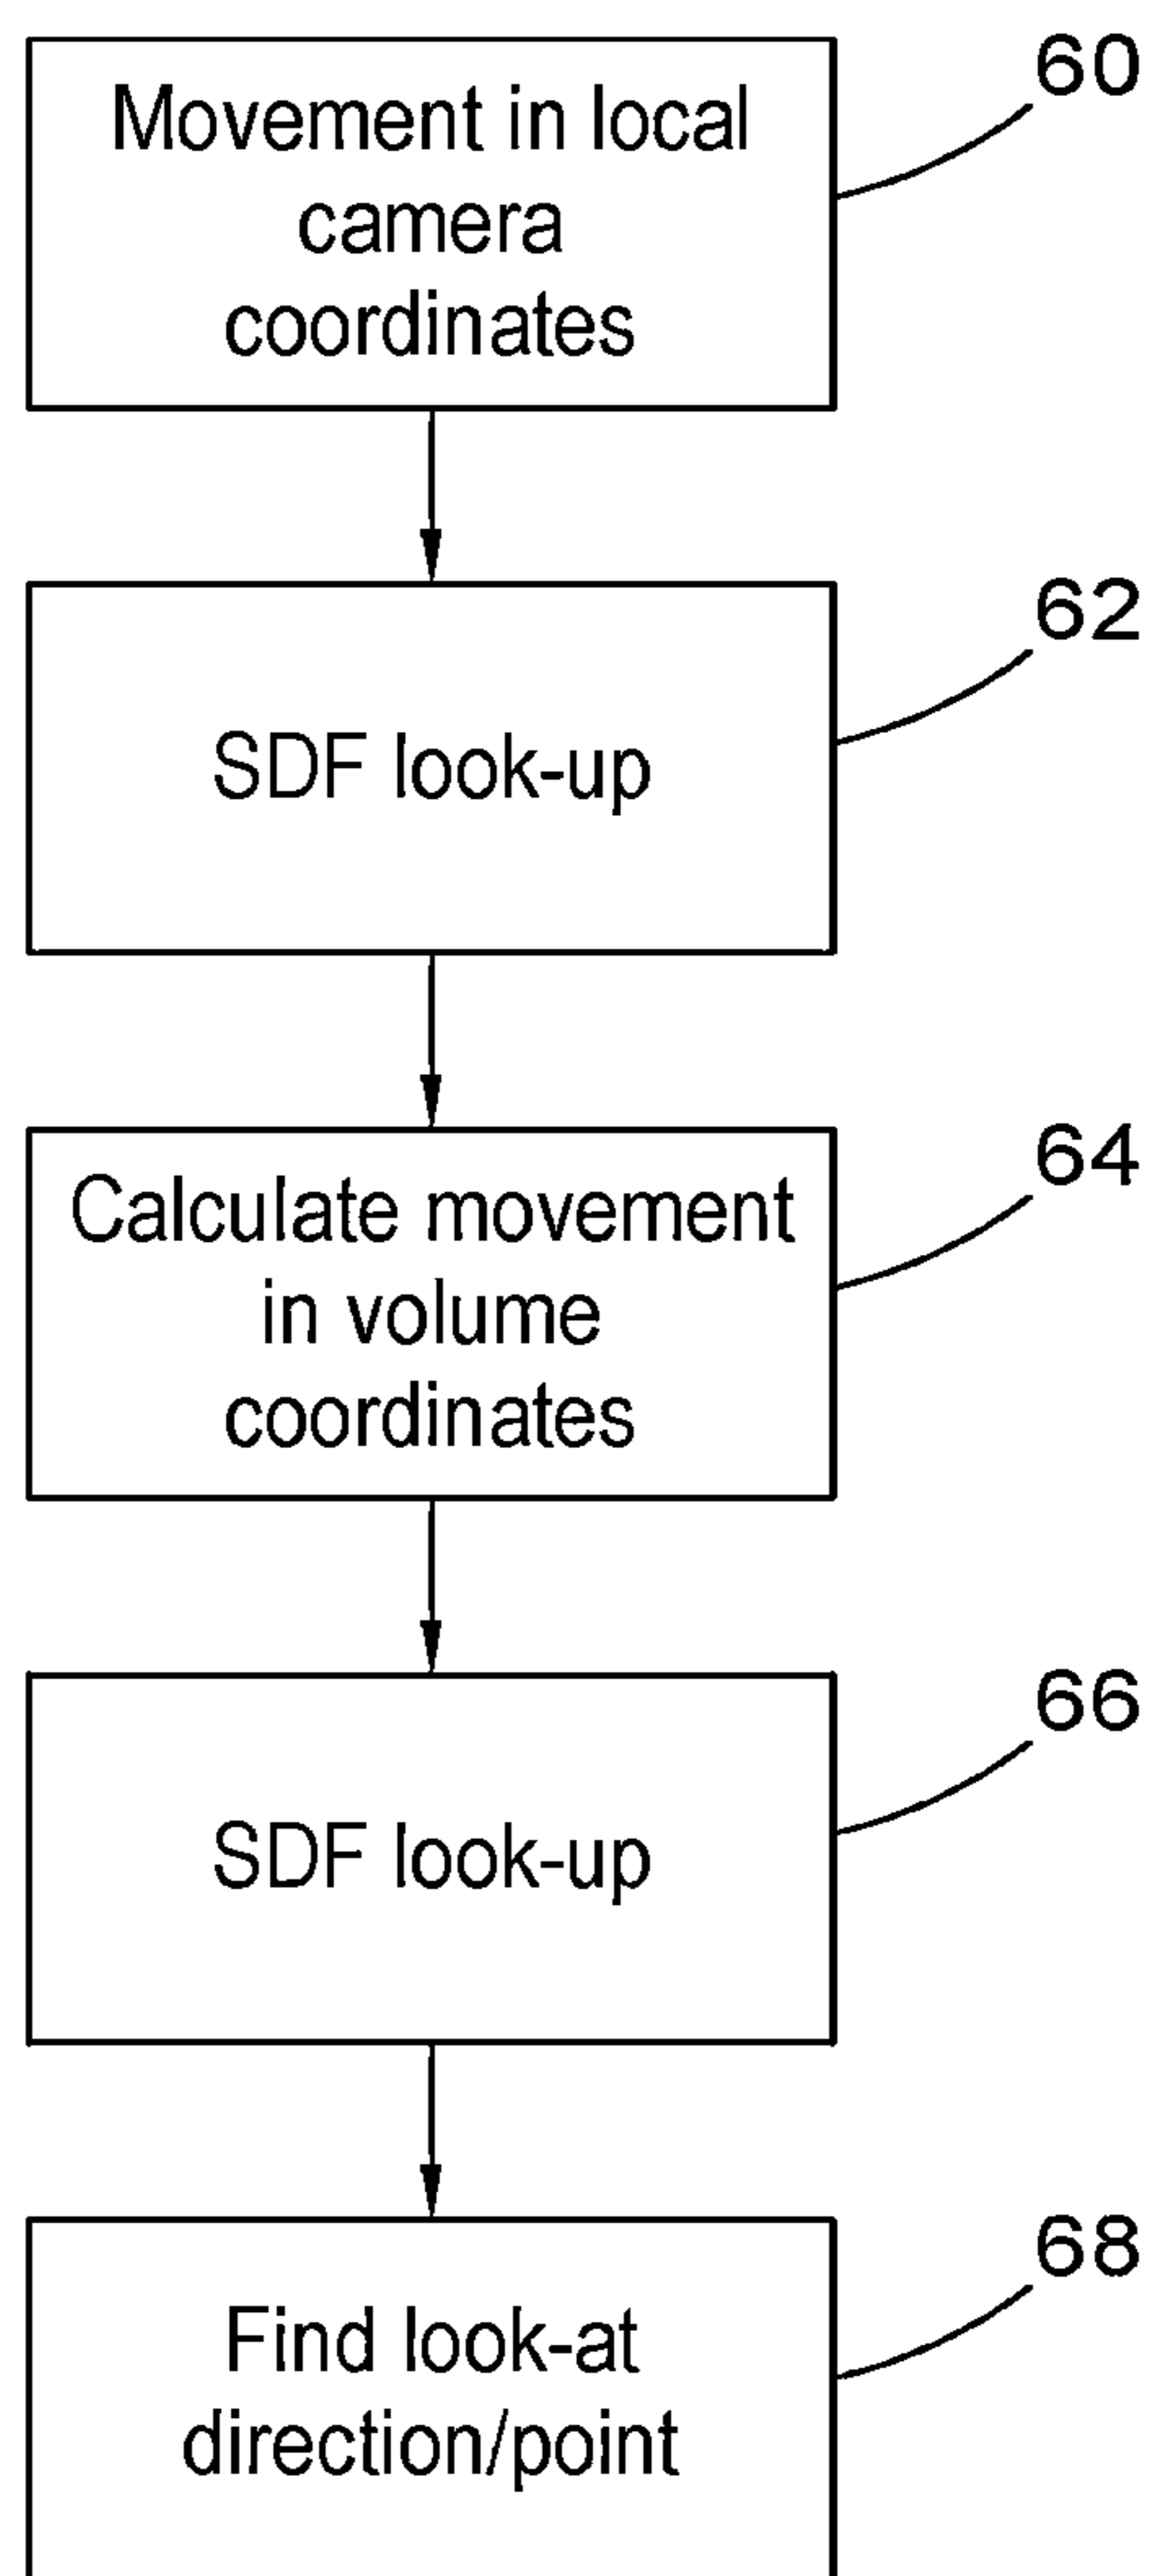 60
Movement in local
camera
coordinates
62
SDF look-up
64
Calculate movement
in volume
coordinates
66
SDF look-up
68
Find look-at
direction/point